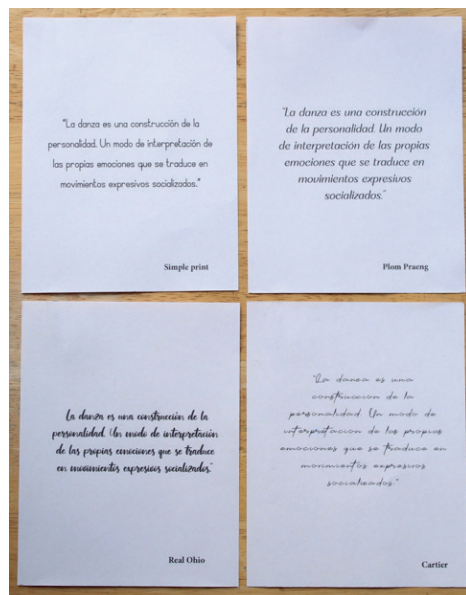 "La danza es una construcción de la
personalidad. Un modo de interpretación de
las propias emociones que se traduce en
movimientos expresivos socializados."
Simple print
"La danza es una construcción
de la personalidad. Un modo
de interpretación de las propias
emociones que se traduce en
movimientos expresivos
socializados."
Plom Praeng
La danza es una construcción de la
personalidad. Un modo de interpretación
de las propias emociones que se traduce
en movimientos expresivos socializados."
Real Ohio
"La danza es una
construccion de la
personalidad. Un modo de
interpretacion de las propias
emociones que se traduce en
movimientos expresivos
socializados."
Cartier